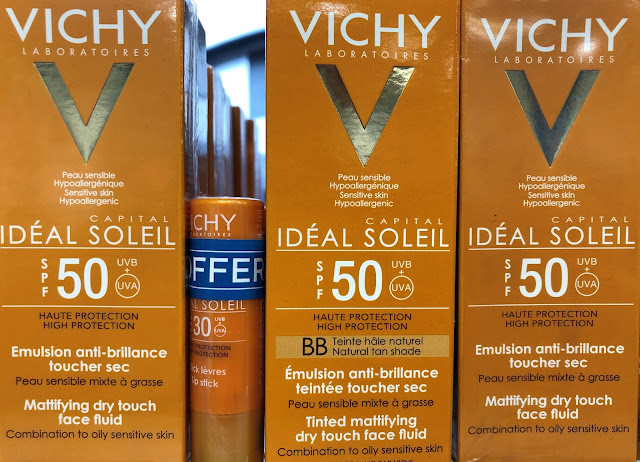 VICHY
LABORATOIRES
Peau sensible
Hypoallergénique
Sensitive skin
Hypoallergenic
CAPITAL
IDÉAL SOLEIL
SPF 50 UVB + UVA
HAUTE PROTECTION
HIGH PROTECTION
Emulsion anti-brillance
toucher sec
Peau sensible mixte à grasse
Mattifying dry touch
face fluid
Combination to oily sensitive skin
VICHY
LABORATOIRES
OFFER
AL SOLEIL
30 UVB + UVA
PROTECTION
PROTECTION
ck lèvres
ip stick
VICHY
LABORATOIRES
Peau sensible
Hypoallergénique
Sensitive skin
Hypoallergenic
CAPITAL
IDÉAL SOLEIL
SPF 50 UVB + UVA
HAUTE PROTECTION
HIGH PROTECTION
BB Teinte hâle naturel
Natural tan shade
Émulsion anti-brillance
teintée toucher sec
Peau sensible mixte à grasse
Tinted mattifying
dry touch face fluid
Combination to oily sensitive skin
VICHY
LABORATOIRES
Peau sensible
Hypoallergénique
Sensitive skin
Hypoallergenic
CAPITAL
IDÉAL SOLEIL
SPF 50 UVB + UVA
HAUTE PROTECTION
HIGH PROTECTION
Emulsion anti-brillance
toucher sec
Peau sensible mixte à grasse
Mattifying dry touch
face fluid
Combination to oily sensitive skin